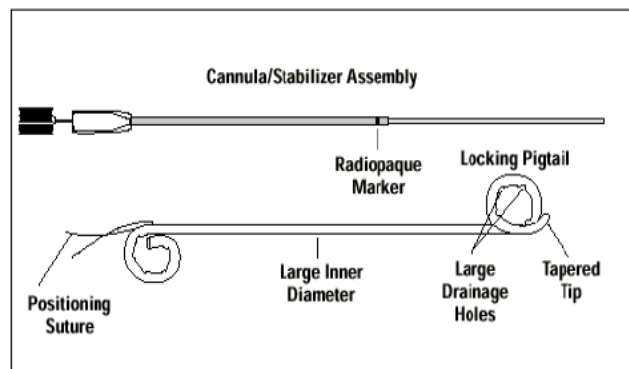 Cannula/Stabilizer Assembly
Radiopaque
Marker
Locking Pigtail
Positioning
Suture
Large Inner
Diameter
Large
Drainage
Holes
Tapered
Tip